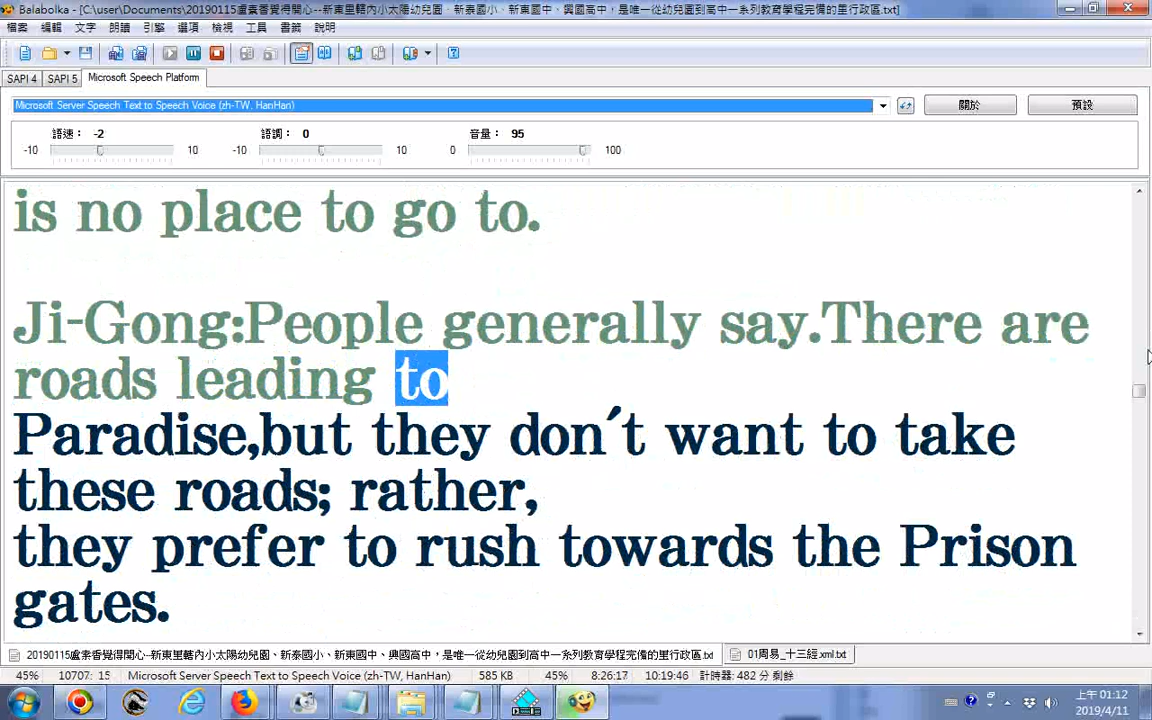 Balabolka - [C:\user\Documents\20190115盧素香覺得開心--新東里轄內小太陽幼兒園、新泰國小、新東國中、興國高中，是唯一從幼兒園到高中一系列教育學程完備的里行政區.txt]
檔案 編輯 文字 朗讀 引擎 選項 檢視 工具 書籤 說明
SAPI 4 SAPI 5 Microsoft Speech Platform
Microsoft Server Speech Text to Speech Voice (zh-TW, HanHan) 關於 預設
語速： -2 語調： 0 音量： 95
-10 10 -10 10 0 100
is no place to go to.
Ji-Gong:People generally say.There are
roads leading to
Paradise,but they don't want to take
these roads; rather,
they prefer to rush towards the Prison
gates.
20190115盧素香覺得開心--新東里轄內小太陽幼兒園、新泰國小、新東國中、興國高中，是唯一從幼兒園到高中一系列教育學程完備的里行政區.txt 01周易_十三經.xml.txt
45% 10707: 15 Microsoft Server Speech Text to Speech Voice (zh-TW, HanHan) 585 KB 45% 8:26:17 10:19:46 計時器: 482 分 剩餘
上午 01:12
2019/4/11